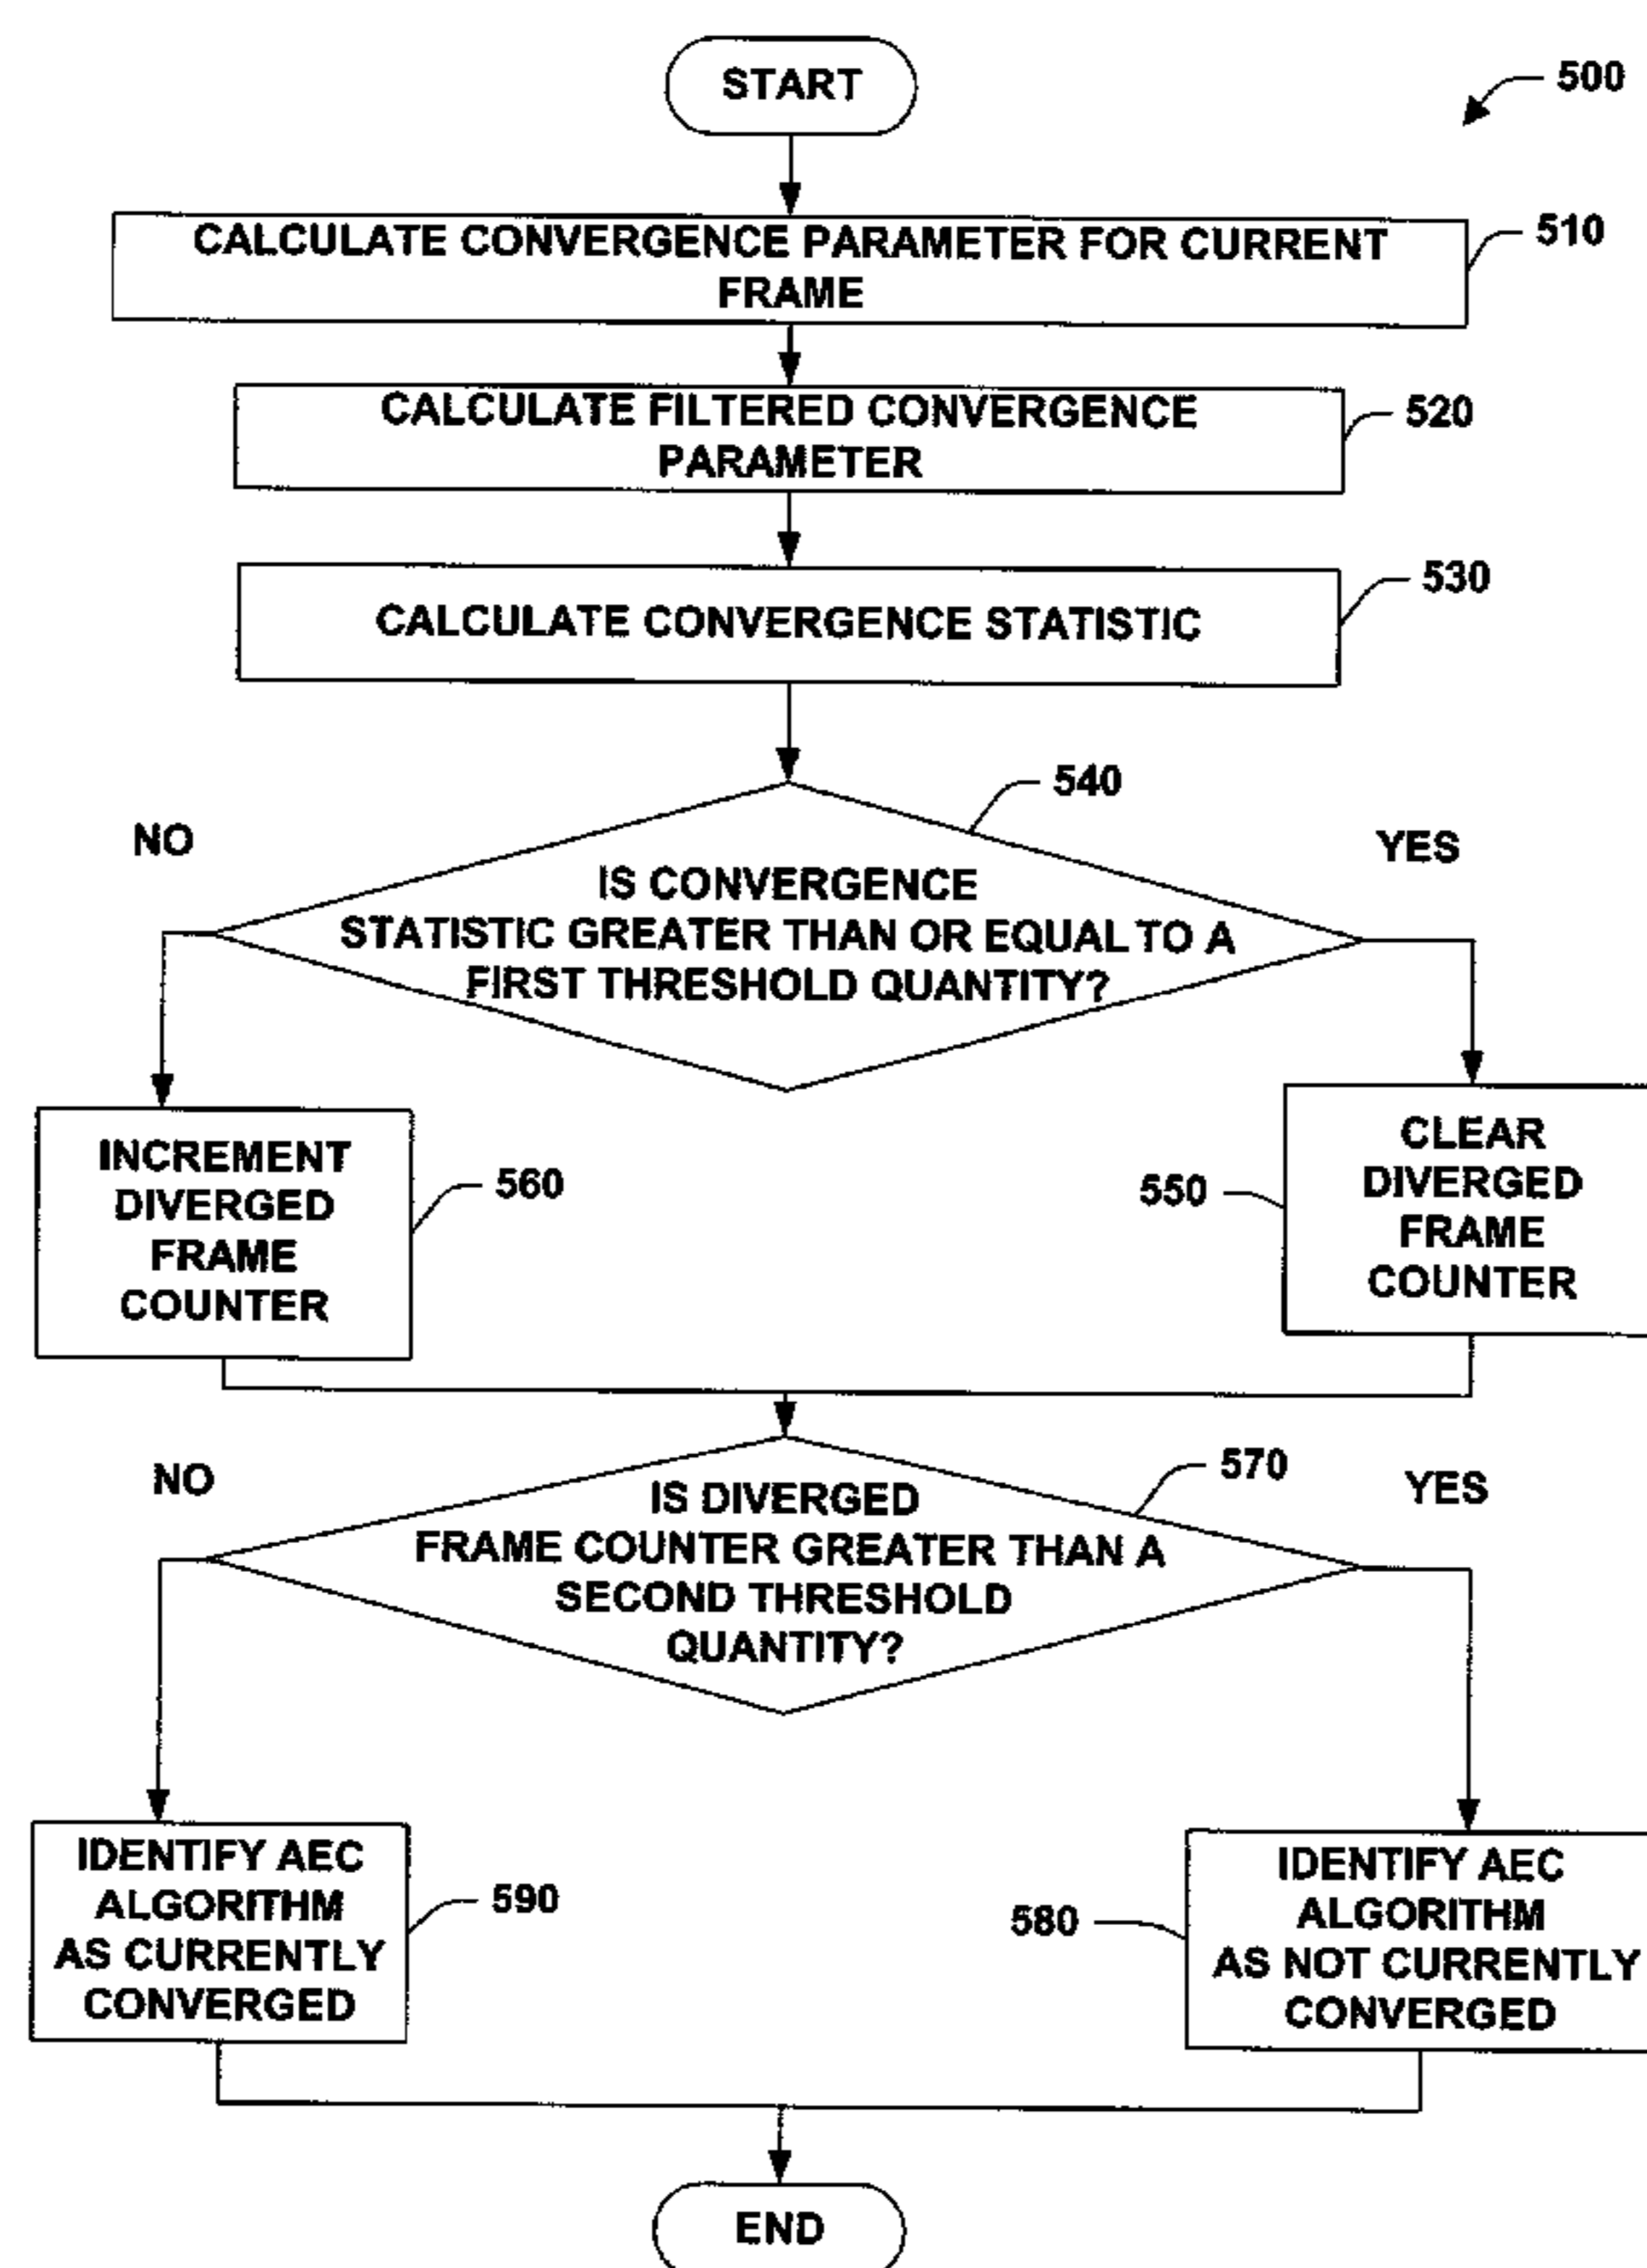 START
500
CALCULATE CONVERGENCE PARAMETER FOR CURRENT
FRAME
510
CALCULATE FILTERED CONVERGENCE
PARAMETER
520
CALCULATE CONVERGENCE STATISTIC
530
540
NO
YES
IS CONVERGENCE
STATISTIC GREATER THAN OR EQUAL TO A
FIRST THRESHOLD QUANTITY?
INCREMENT
DIVERGED
FRAME
COUNTER
560
550
CLEAR
DIVERGED
FRAME
COUNTER
570
NO
YES
IS DIVERGED
FRAME COUNTER GREATER THAN A
SECOND THRESHOLD
QUANTITY?
IDENTIFY AEC
ALGORITHM
AS CURRENTLY
CONVERGED
590
580
IDENTIFY AEC
ALGORITHM
AS NOT CURRENTLY
CONVERGED
END